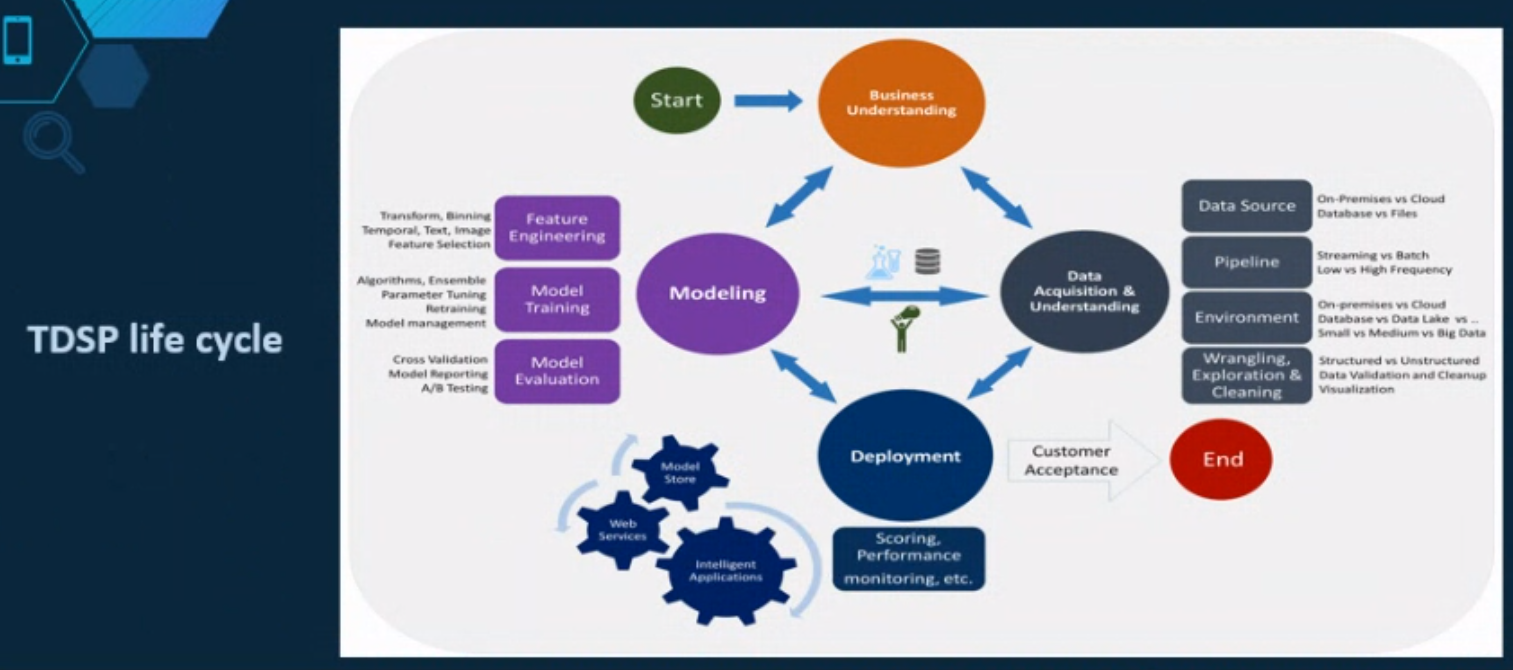 TDSP life cycle
Start
Business
Understanding
Transform, Binning
Temporal, Text, Image
Feature Selection
Feature
Engineering
Algorithms, Ensemble
Parameter Tuning
Retraining
Model management
Model
Training
Cross Validation
Model Reporting
A/B Testing
Model
Evaluation
Modeling
Data
Acquisition &
Understanding
Data Source
On-Premises vs Cloud
Database vs Files
Pipeline
Streaming vs Batch
Low vs High Frequency
Environment
On-premises vs Cloud
Database vs Data Lake vs ..
Small vs Medium vs Big Data
Wrangling,
Exploration &
Cleaning
Structured vs Unstructured
Data Validation and Cleanup
Visualization
Deployment
Customer
Acceptance
End
Model
Store
Web
Services
Intelligent
Applications
Scoring,
Performance
monitoring, etc.